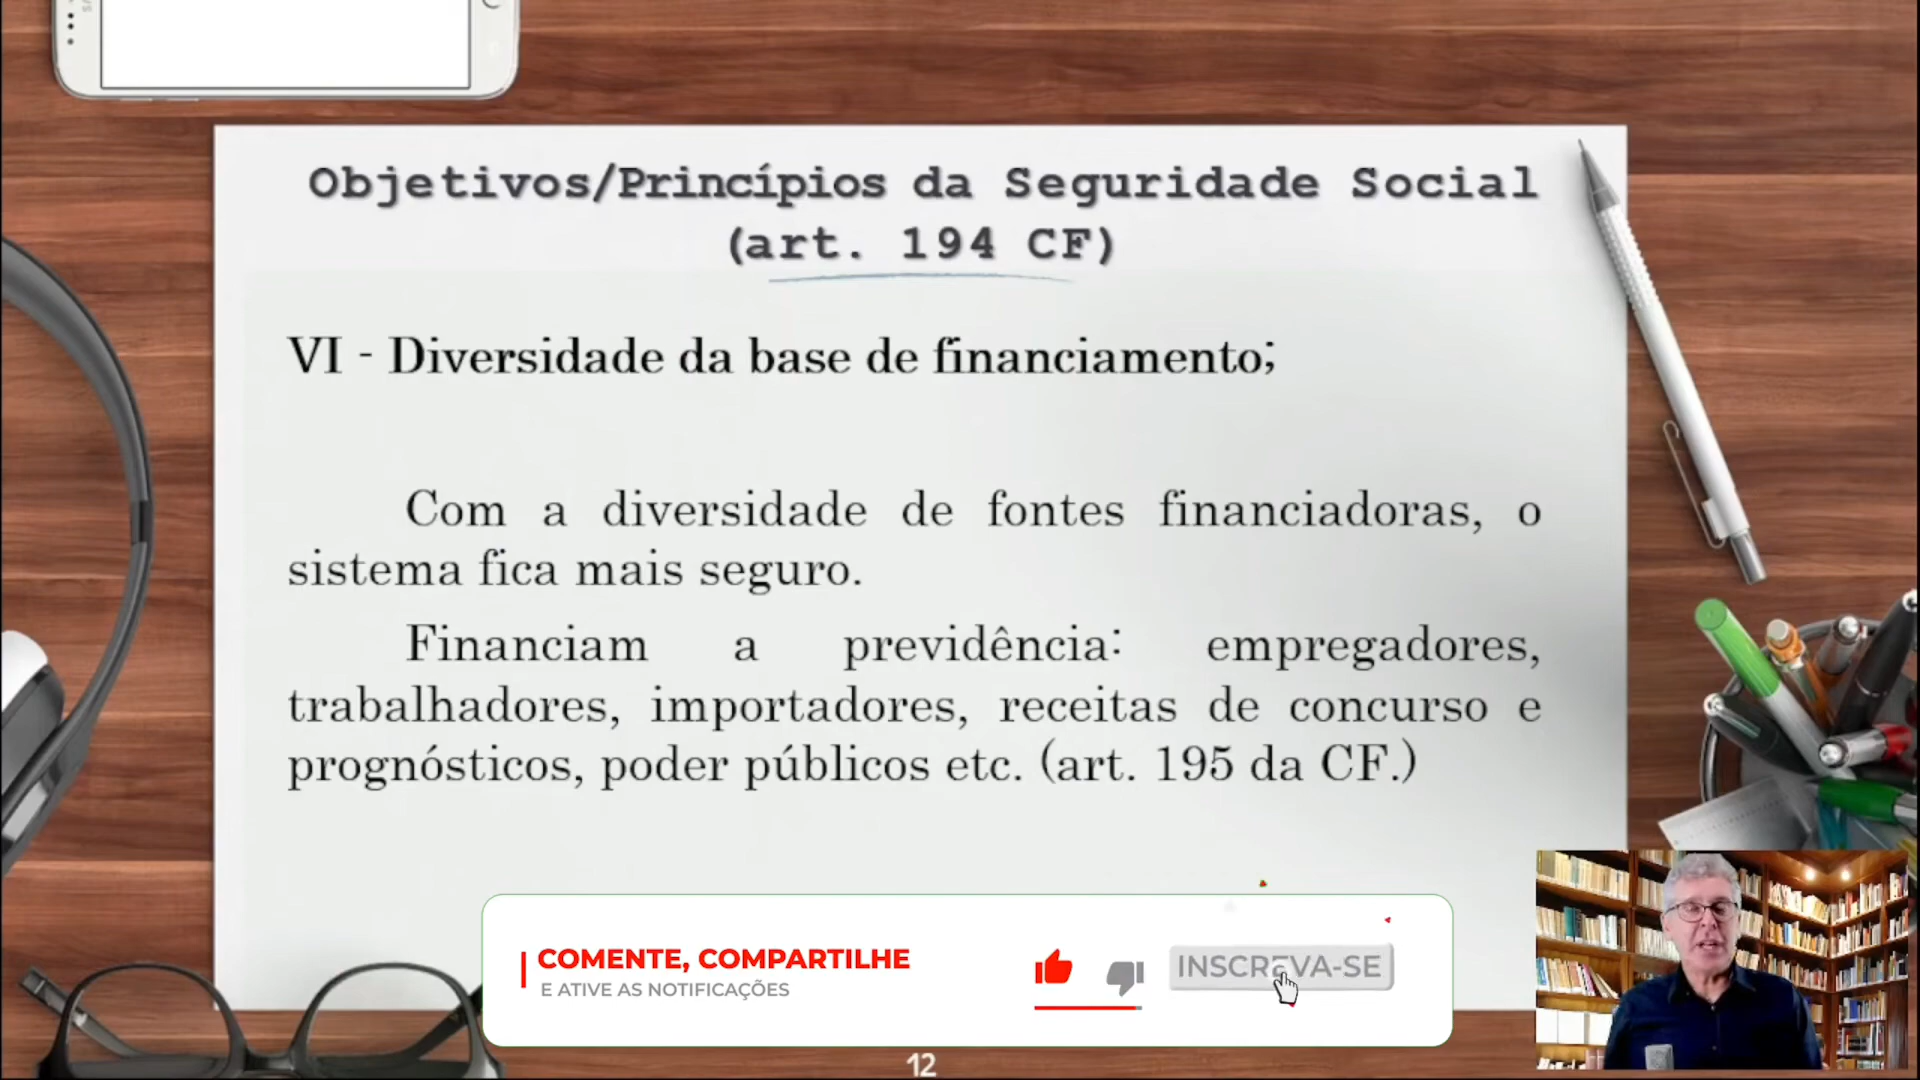 Objetivos/Princípios da Seguridade Social
(art. 194 CF)
VI - Diversidade da base de financiamento;
Com a diversidade de fontes financiadoras, o
sistema fica mais seguro.
Financiam a previdência: empregadores,
trabalhadores, importadores, receitas de concurso e
prognósticos, poder públicos etc. (art. 195 da CF.)
COMENTE, COMPARTILHE
E ATIVE AS NOTIFICAÇÕES
INSCREVA-SE
12